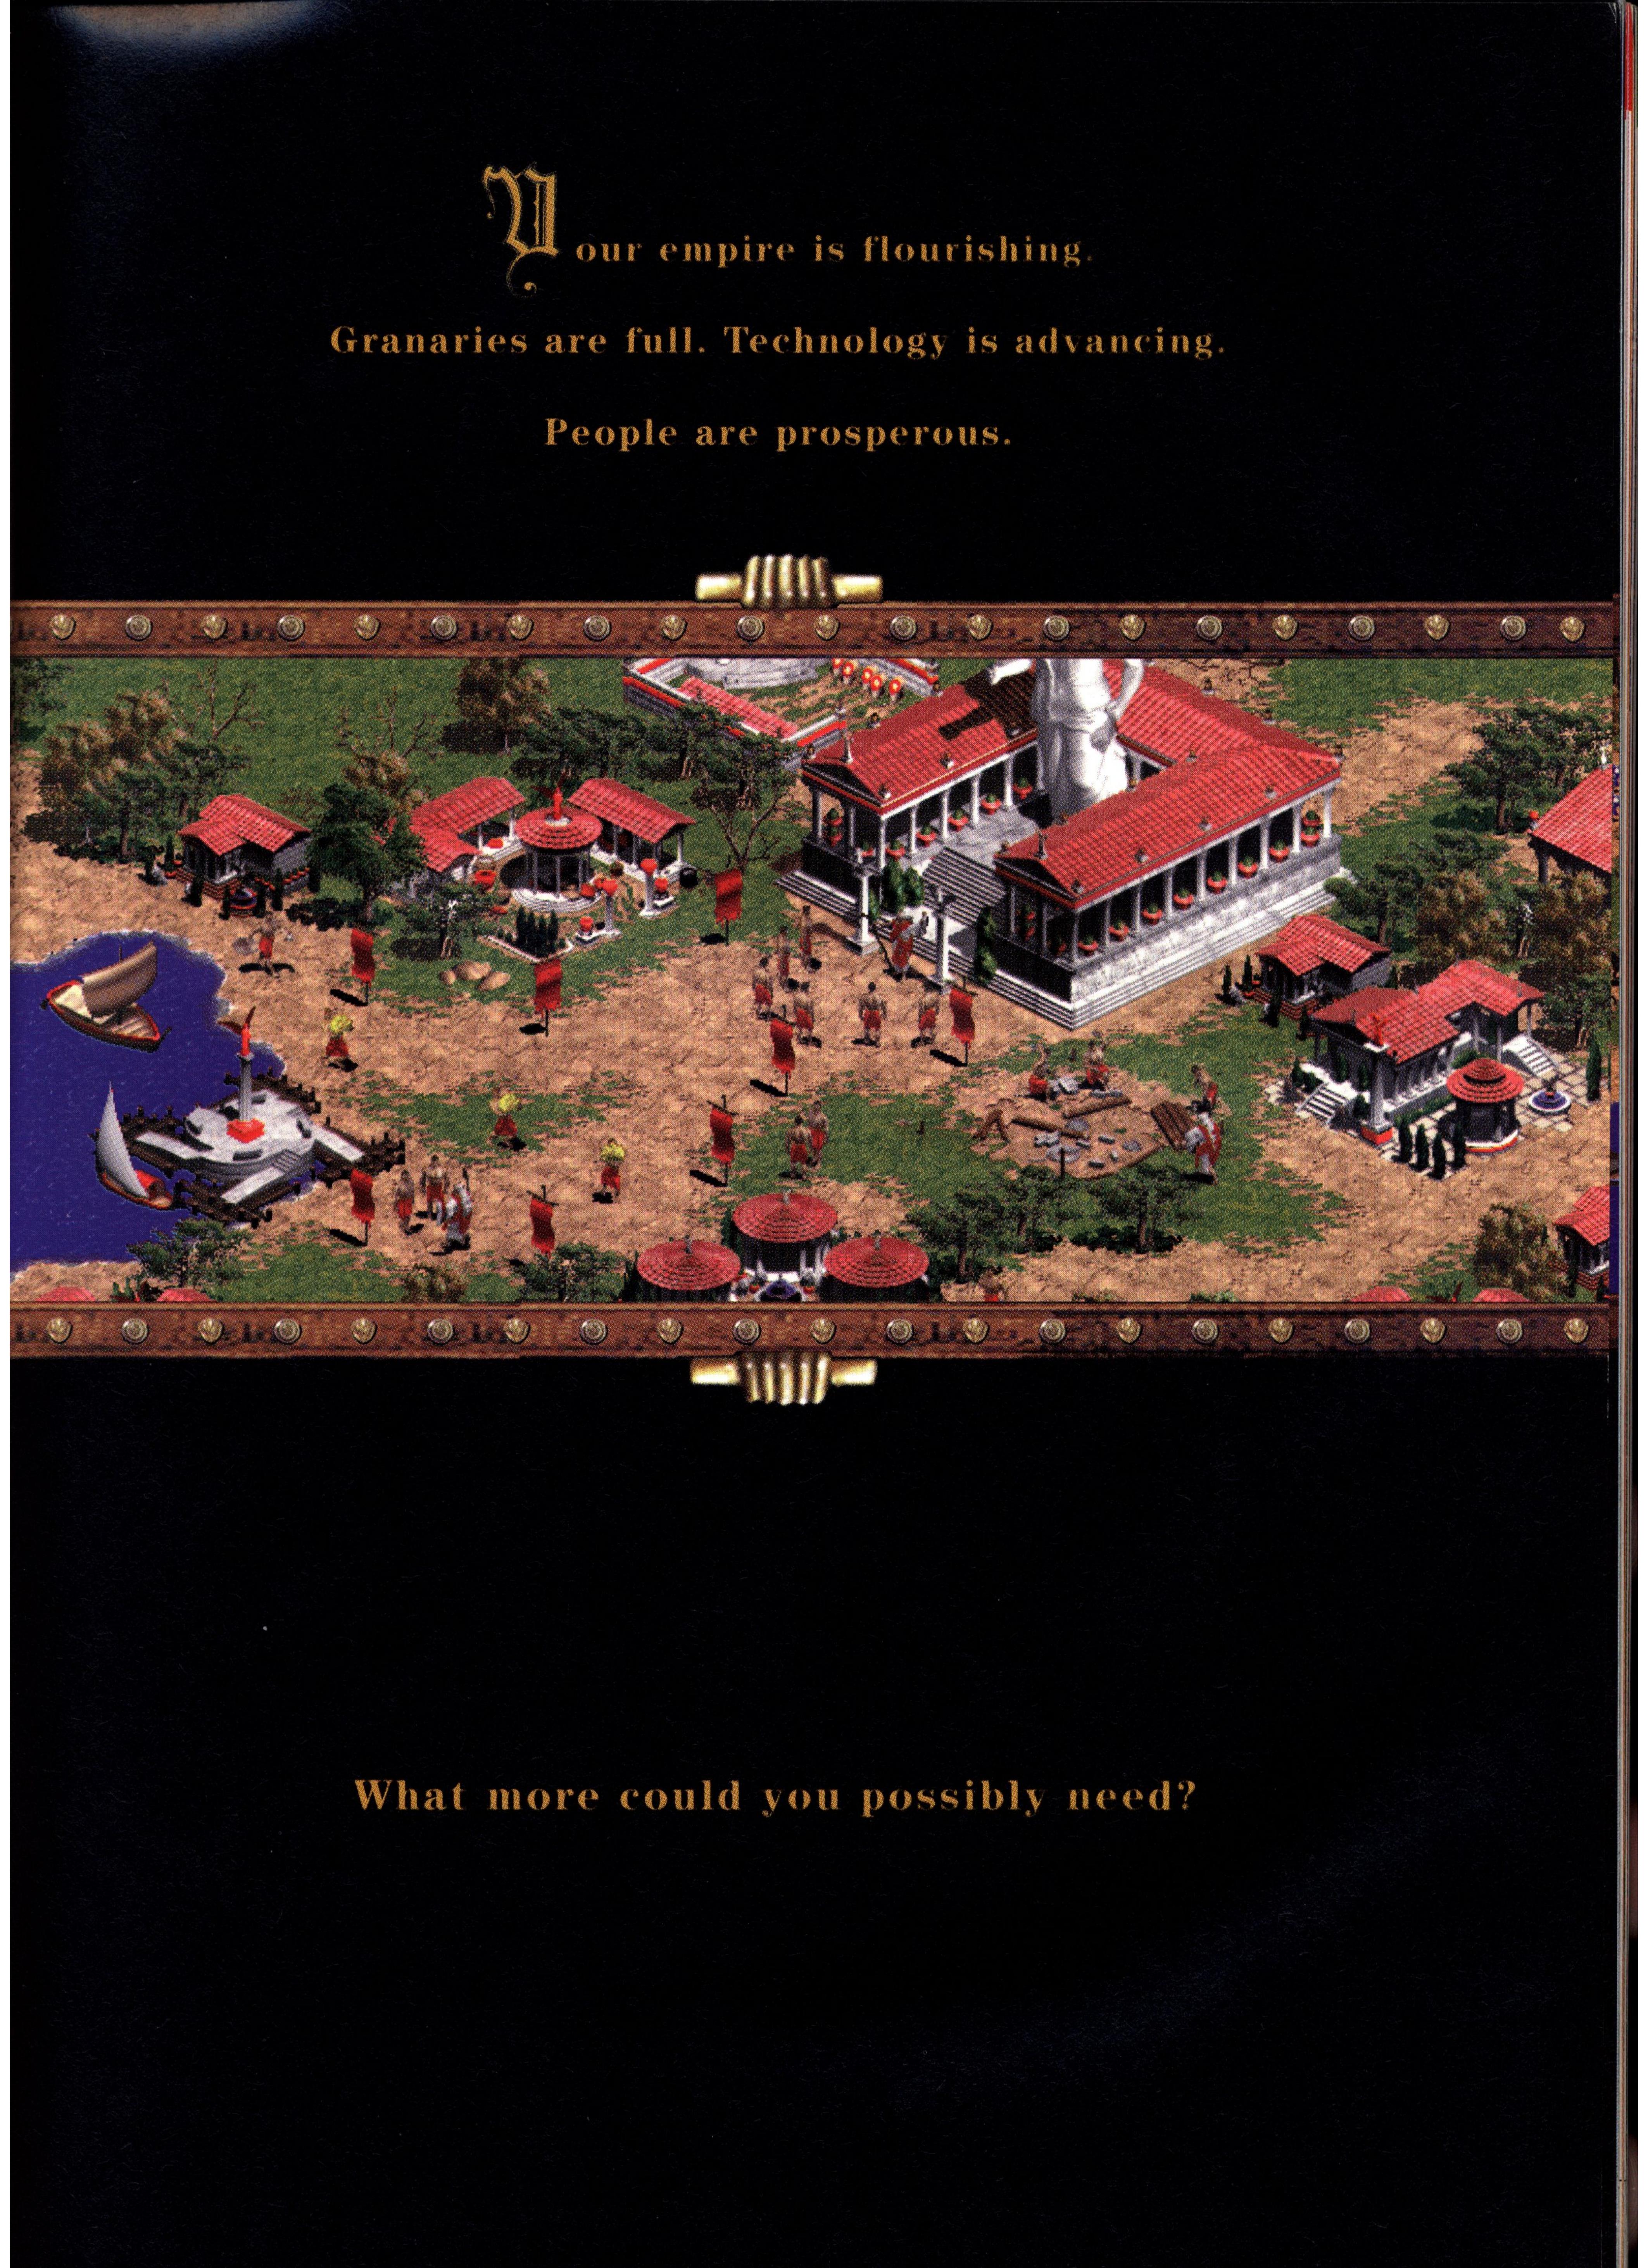 Your empire is flourishing.
Granaries are full. Technology is advancing.
People are prosperous.
What more could you possibly need?